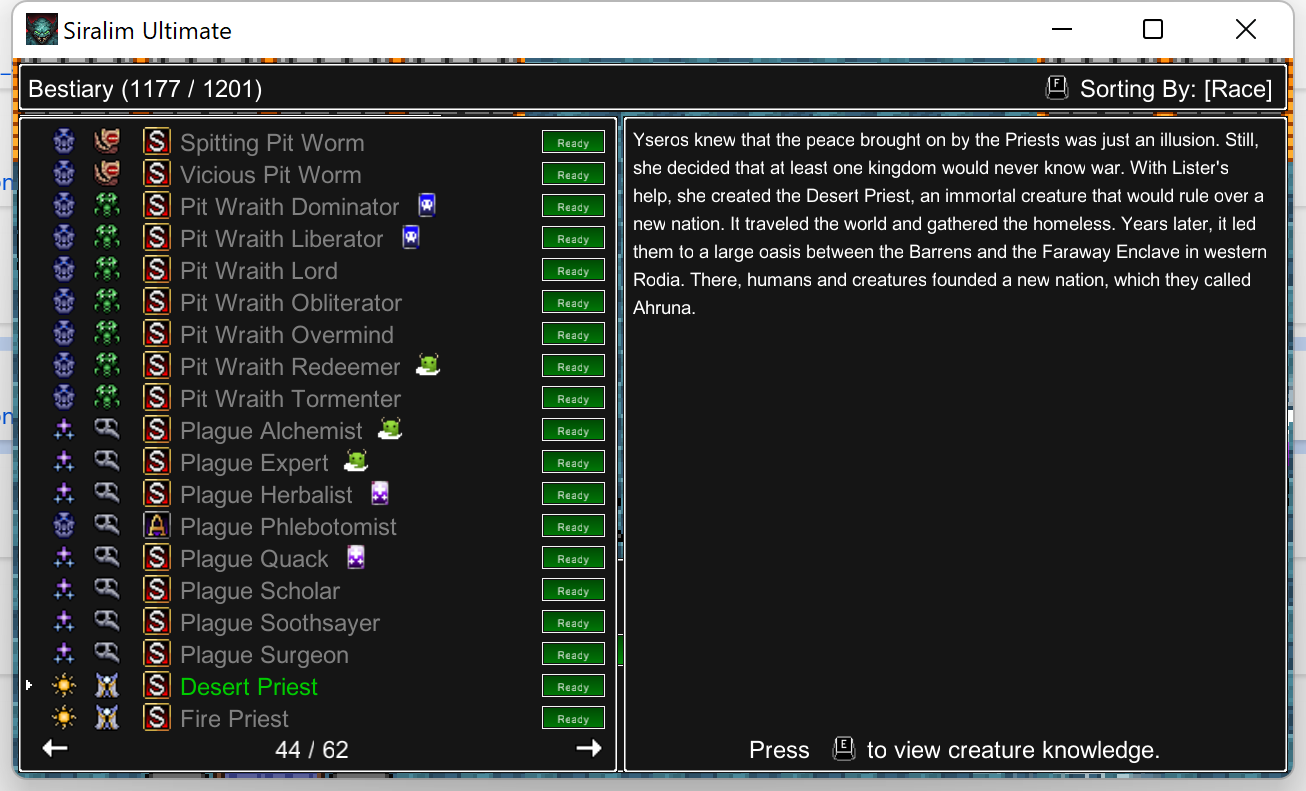 Siralim Ultimate
Bestiary (1177 / 1201)
F Sorting By: [Race]
S Spitting Pit Worm Ready
S Vicious Pit Worm Ready
S Pit Wraith Dominator Ready
S Pit Wraith Liberator Ready
S Pit Wraith Lord Ready
S Pit Wraith Obliterator Ready
S Pit Wraith Overmind Ready
S Pit Wraith Redeemer Ready
S Pit Wraith Tormenter Ready
S Plague Alchemist Ready
S Plague Expert Ready
S Plague Herbalist Ready
A Plague Phlebotomist Ready
S Plague Quack Ready
S Plague Scholar Ready
S Plague Soothsayer Ready
S Plague Surgeon Ready
S Desert Priest Ready
S Fire Priest Ready
44 / 62
Yseros knew that the peace brought on by the Priests was just an illusion. Still,
she decided that at least one kingdom would never know war. With Lister's
help, she created the Desert Priest, an immortal creature that would rule over a
new nation. It traveled the world and gathered the homeless. Years later, it led
them to a large oasis between the Barrens and the Faraway Enclave in western
Rodia. There, humans and creatures founded a new nation, which they called
Ahruna.
Press E to view creature knowledge.